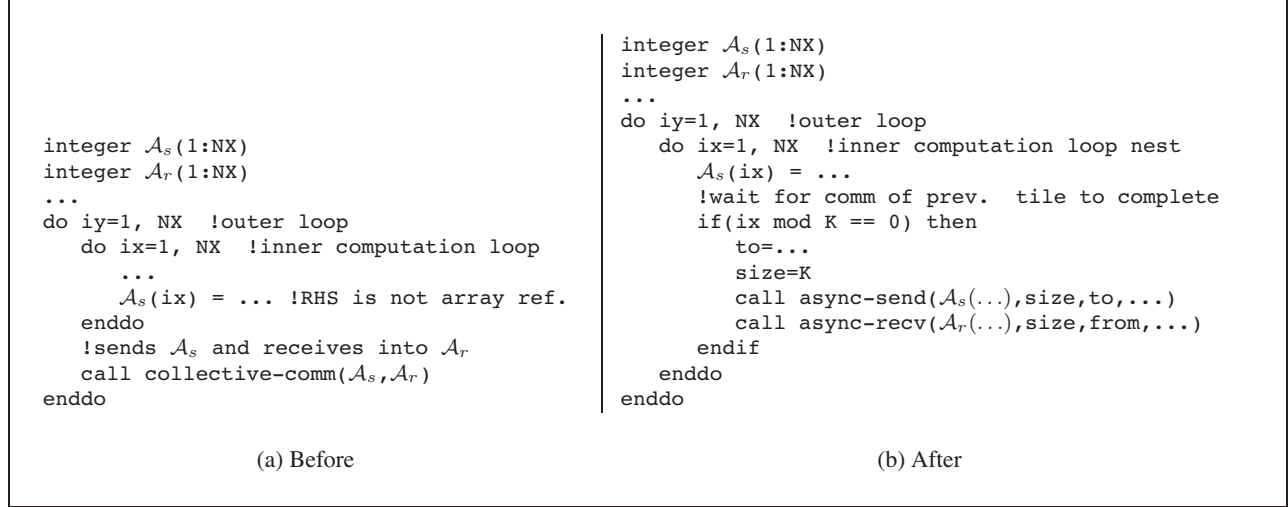 integer 𝒜ₛ(1:NX)
integer 𝒜ᵣ(1:NX)
...
do iy=1, NX  !outer loop
   do ix=1, NX  !inner computation loop
      ...
      𝒜ₛ(ix) = ... !RHS is not array ref.
   enddo
   !sends 𝒜ₛ and receives into 𝒜ᵣ
   call collective-comm(𝒜ₛ,𝒜ᵣ)
enddo
(a) Before
integer 𝒜ₛ(1:NX)
integer 𝒜ᵣ(1:NX)
...
do iy=1, NX  !outer loop
   do ix=1, NX  !inner computation loop nest
      𝒜ₛ(ix) = ...
      !wait for comm of prev.  tile to complete
      if(ix mod K == 0) then
         to=...
         size=K
         call async-send(𝒜ₛ(...),size,to,...)
         call async-recv(𝒜ᵣ(...),size,from,...)
      endif
   enddo
enddo
(b) After